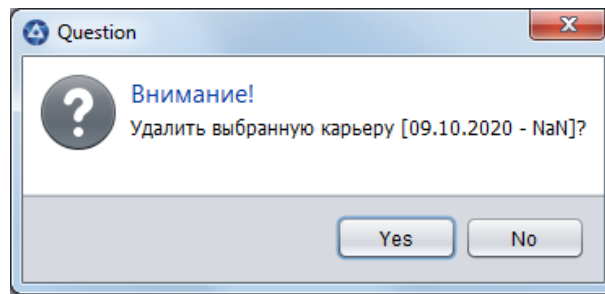 Question
Внимание!
Удалить выбранную карьеру [09.10.2020 - NaN]?
Yes No